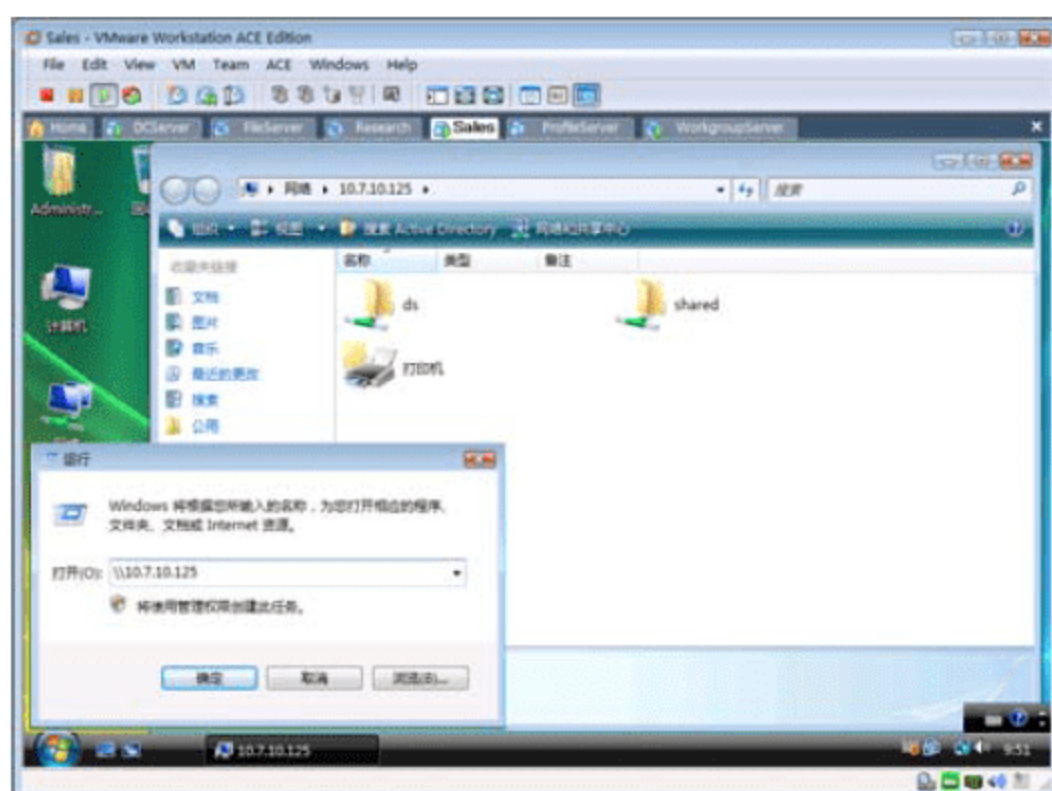 Sales - VMware Workstation ACE Edition
File Edit View VM Team ACE Windows Help
Home DCServer FileServer Research Sales ProfileServer WorkgroupServer
Administr...
网络 10.7.10.125 搜索
组织 视图 搜索 Active Directory 网络和共享中心
收藏夹链接
名称 类型 备注
文档
图片
音乐
最近的更改
搜索
公用
ds
shared
打印机
计算机
运行
Windows 将根据您所输入的名称，为您打开相应的程序、
文件夹、文档或 Internet 资源。
打开(O): \\10.7.10.125
将使用管理权限创建此任务。
确定 取消 浏览(B)...
10.7.10.125
9:51